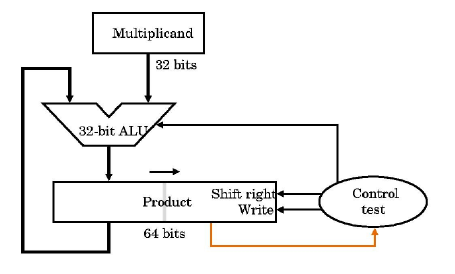 Multiplicand
32 bits
32-bit ALU
Shift right
Product
Write
Control
test
64 bits